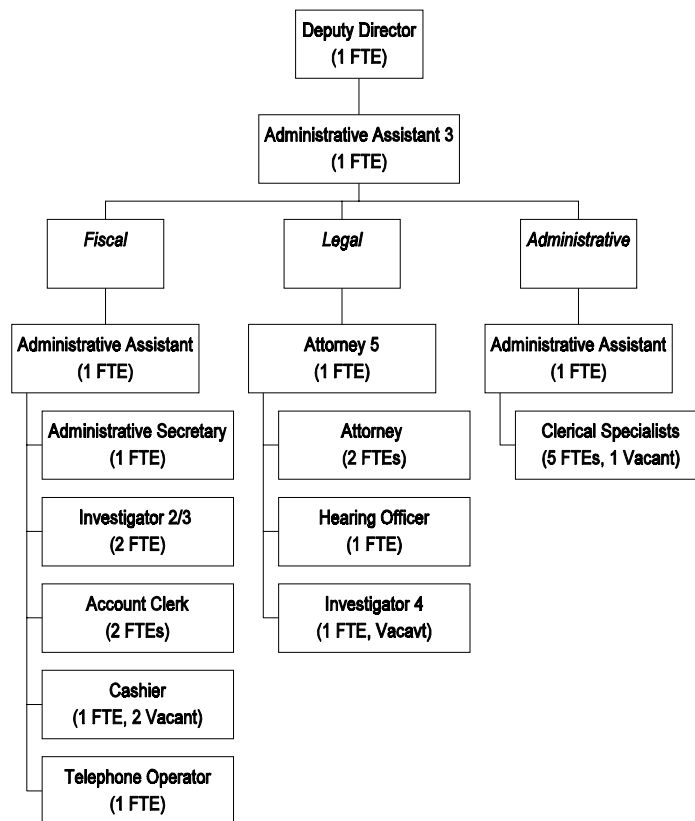 Deputy Director
(1 FTE)
Administrative Assistant 3
(1 FTE)
Fiscal
Legal
Administrative
Administrative Assistant
(1 FTE)
Attorney 5
(1 FTE)
Administrative Assistant
(1 FTE)
Administrative Secretary
(1 FTE)
Attorney
(2 FTEs)
Clerical Specialists
(5 FTEs, 1 Vacant)
Investigator 2/3
(2 FTE)
Hearing Officer
(1 FTE)
Account Clerk
(2 FTEs)
Investigator 4
(1 FTE, Vacavt)
Cashier
(1 FTE, 2 Vacant)
Telephone Operator
(1 FTE)